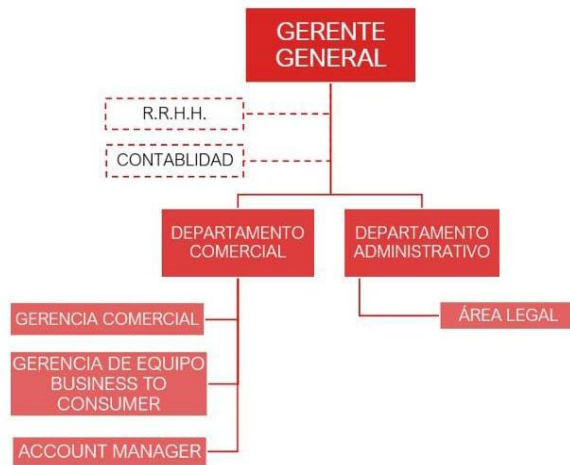 GERENTE
GENERAL
R.R.H.H.
CONTABLIDAD
DEPARTAMENTO
COMERCIAL
DEPARTAMENTO
ADMINISTRATIVO
GERENCIA COMERCIAL
ÁREA LEGAL
GERENCIA DE EQUIPO
BUSINESS TO
CONSUMER
ACCOUNT MANAGER